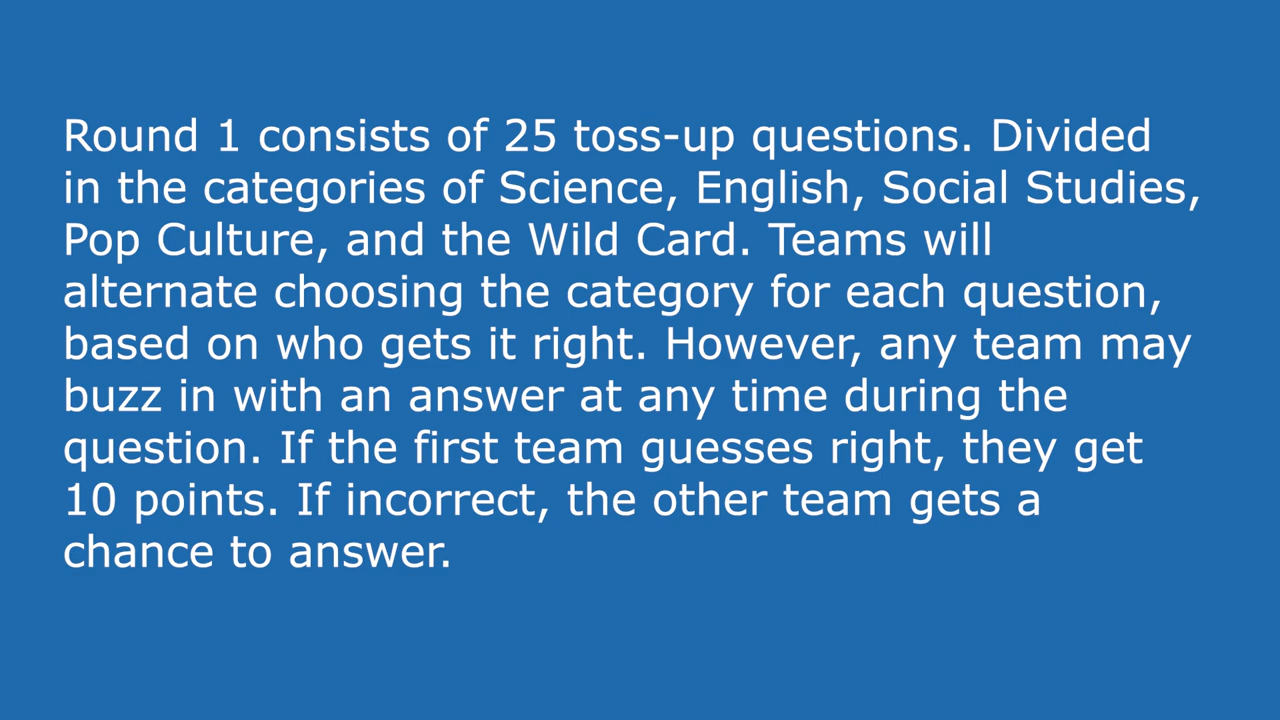 Round 1 consists of 25 toss-up questions. Divided
in the categories of Science, English, Social Studies,
Pop Culture, and the Wild Card. Teams will
alternate choosing the category for each question,
based on who gets it right. However, any team may
buzz in with an answer at any time during the
question. If the first team guesses right, they get
10 points. If incorrect, the other team gets a
chance to answer.